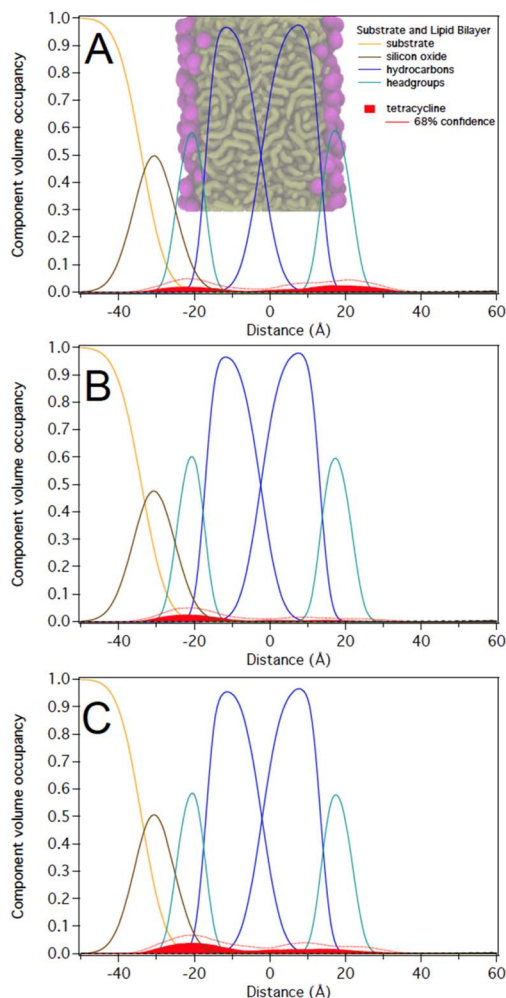 A
Substrate and Lipid Bilayer
substrate
silicon oxide
hydrocarbons
headgroups
tetracycline
68% confidence
Component volume occupancy
1.0
0.9
0.8
0.7
0.6
0.5
0.4
0.3
0.2
0.1
0.0
-40 -20 0 20 40 60
Distance (Å)
B
Component volume occupancy
1.0
0.9
0.8
0.7
0.6
0.5
0.4
0.3
0.2
0.1
0.0
-40 -20 0 20 40 60
Distance (Å)
C
Component volume occupancy
1.0
0.9
0.8
0.7
0.6
0.5
0.4
0.3
0.2
0.1
0.0
-40 -20 0 20 40 60
Distance (Å)